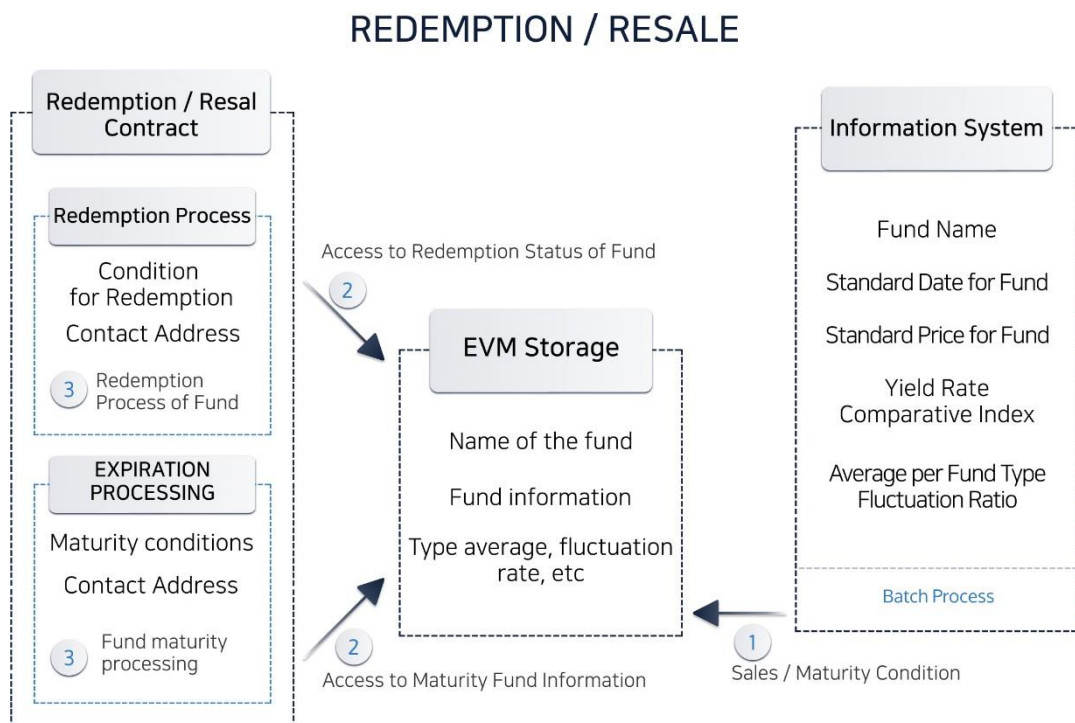 REDEMPTION / RESALE
Redemption / Resal
Contract
Redemption Process
Condition
for Redemption
Contact Address
3
Redemption
Process of Fund
EXPIRATION
PROCESSING
Maturity conditions
Contact Address
3
Fund maturity
processing
Access to Redemption Status of Fund
2
EVM Storage
Name of the fund
Fund information
Type average, fluctuation
rate, etc
2
Access to Maturity Fund Information
Information System
Fund Name
Standard Date for Fund
Standard Price for Fund
Yield Rate
Comparative Index
Average per Fund Type
Fluctuation Ratio
Batch Process
1
Sales / Maturity Condition